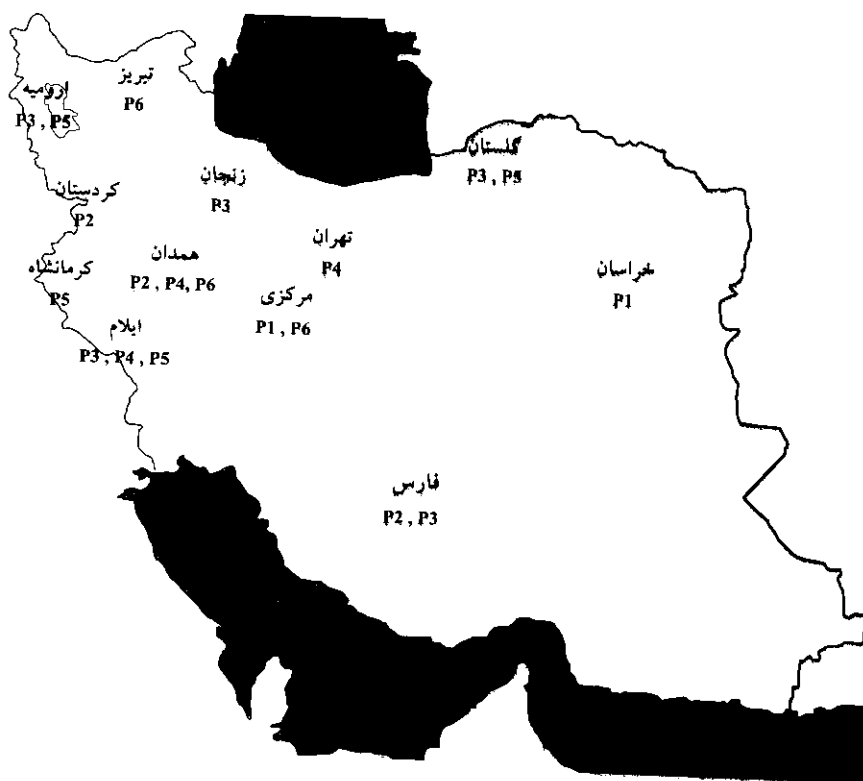 تبریز
P6
ارومیه
P3 , P5
گلستان
P3 , P5
زنجان
P3
کردستان
P2
تهران
P4
همدان
P2 , P4, P6
کرمانشاه
P5
خراسان
P1
مرکزی
P1 , P6
ایلام
P3 , P4 , P5
فارس
P2 , P3